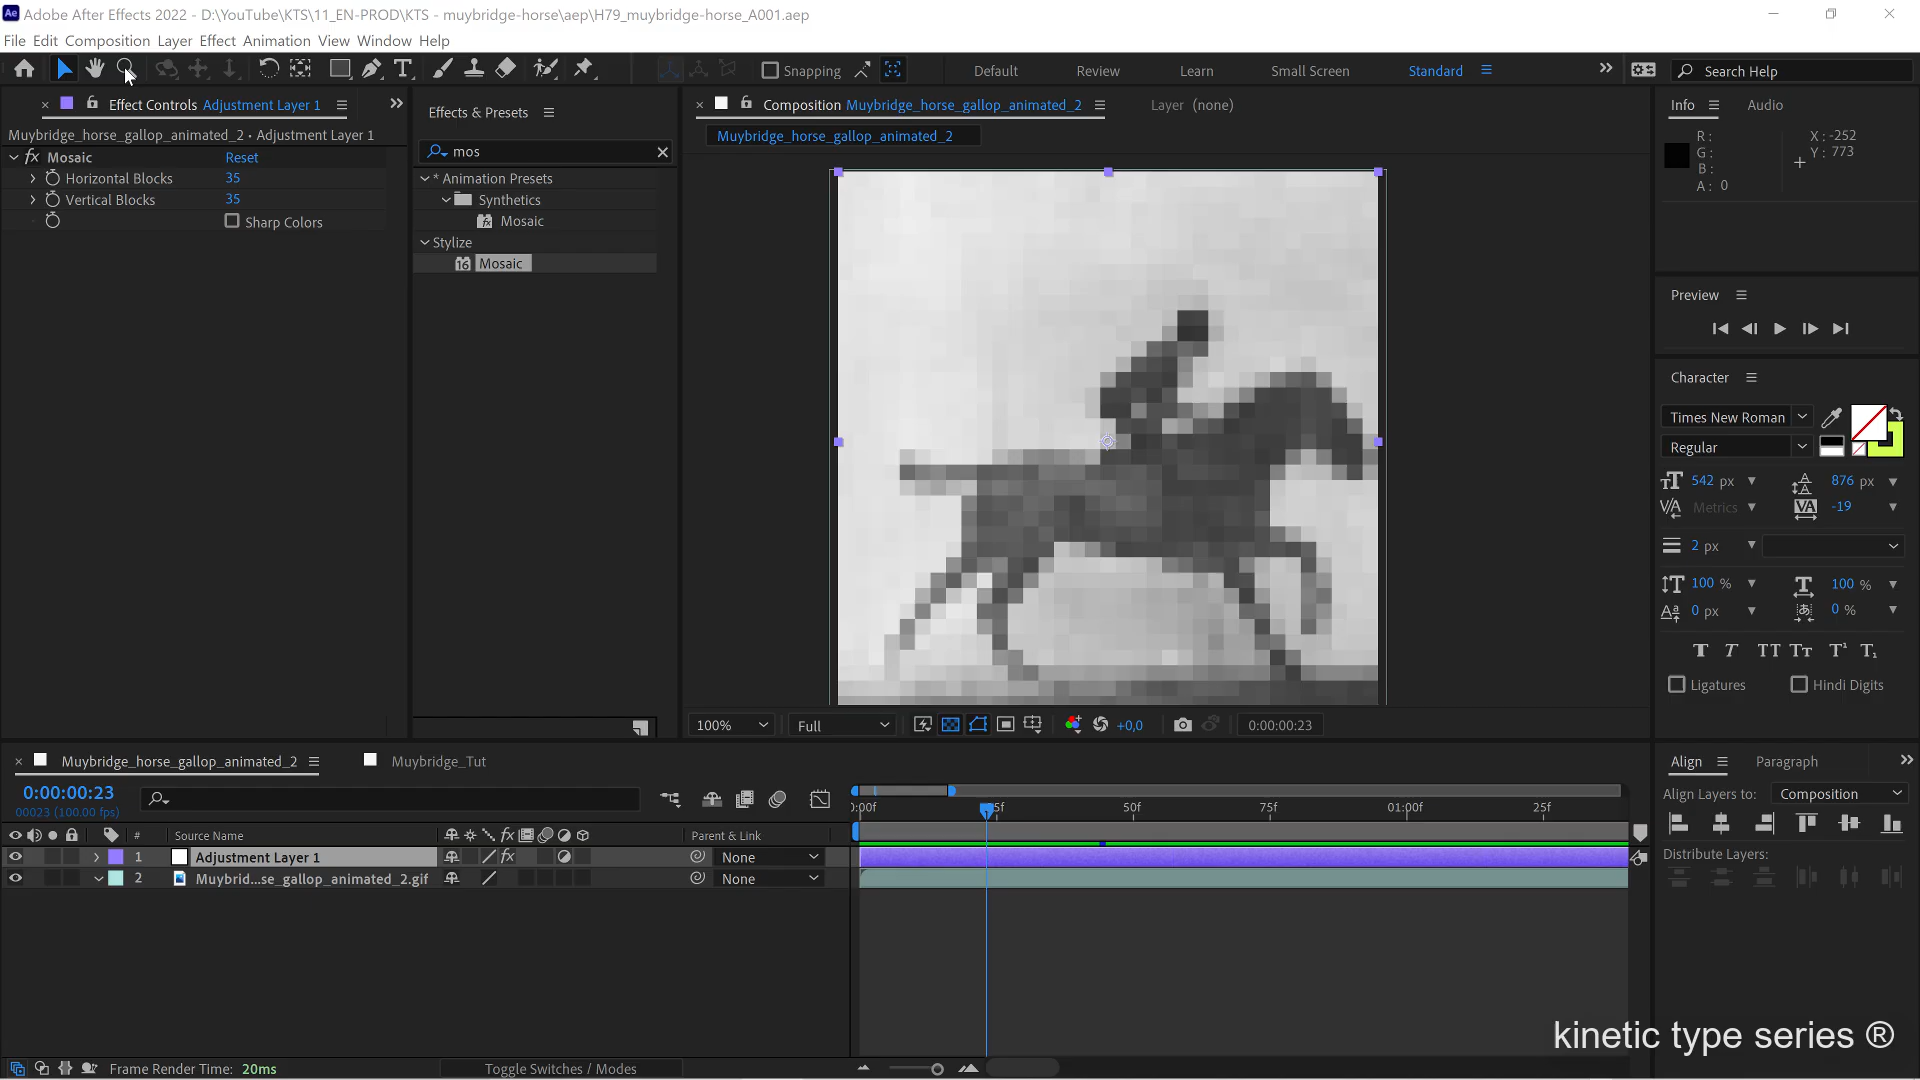 Adobe After Effects 2022 - D:\YouTube\KTS\11_EN-PROD\KTS - muybridge-horse\aep\H79_muybridge-horse_A001.aep
File Edit Composition Layer Effect Animation View Window Help
Snapping Default Review Learn Small Screen Standard Search Help
Effect Controls Adjustment Layer 1
Muybridge_horse_gallop_animated_2 • Adjustment Layer 1
fx Mosaic Reset
Horizontal Blocks 35
Vertical Blocks 35
Sharp Colors
Effects & Presets
mos
* Animation Presets
Synthetics
Mosaic
Stylize
16 Mosaic
Composition Muybridge_horse_gallop_animated_2 Layer (none)
Muybridge_horse_gallop_animated_2
100% Full +0,0 0:00:00:23
Info Audio
R: X: -252
G: Y: 773
B:
A: 0
Preview
Character
Times New Roman
Regular
542 px 876 px
Metrics -19
2 px
100 % 100 %
0 px 0 %
Ligatures Hindi Digits
Muybridge_horse_gallop_animated_2 Muybridge_Tut
0:00:00:23
00023 (100.00 fps)
0:00f 5f 50f 75f 01:00f 25f
# Source Name fx Parent & Link
1 Adjustment Layer 1 fx None
2 Muybrid...se_gallop_animated_2.gif None
Align Paragraph
Align Layers to: Composition
Distribute Layers:
Frame Render Time: 20ms Toggle Switches / Modes
kinetic type series ®